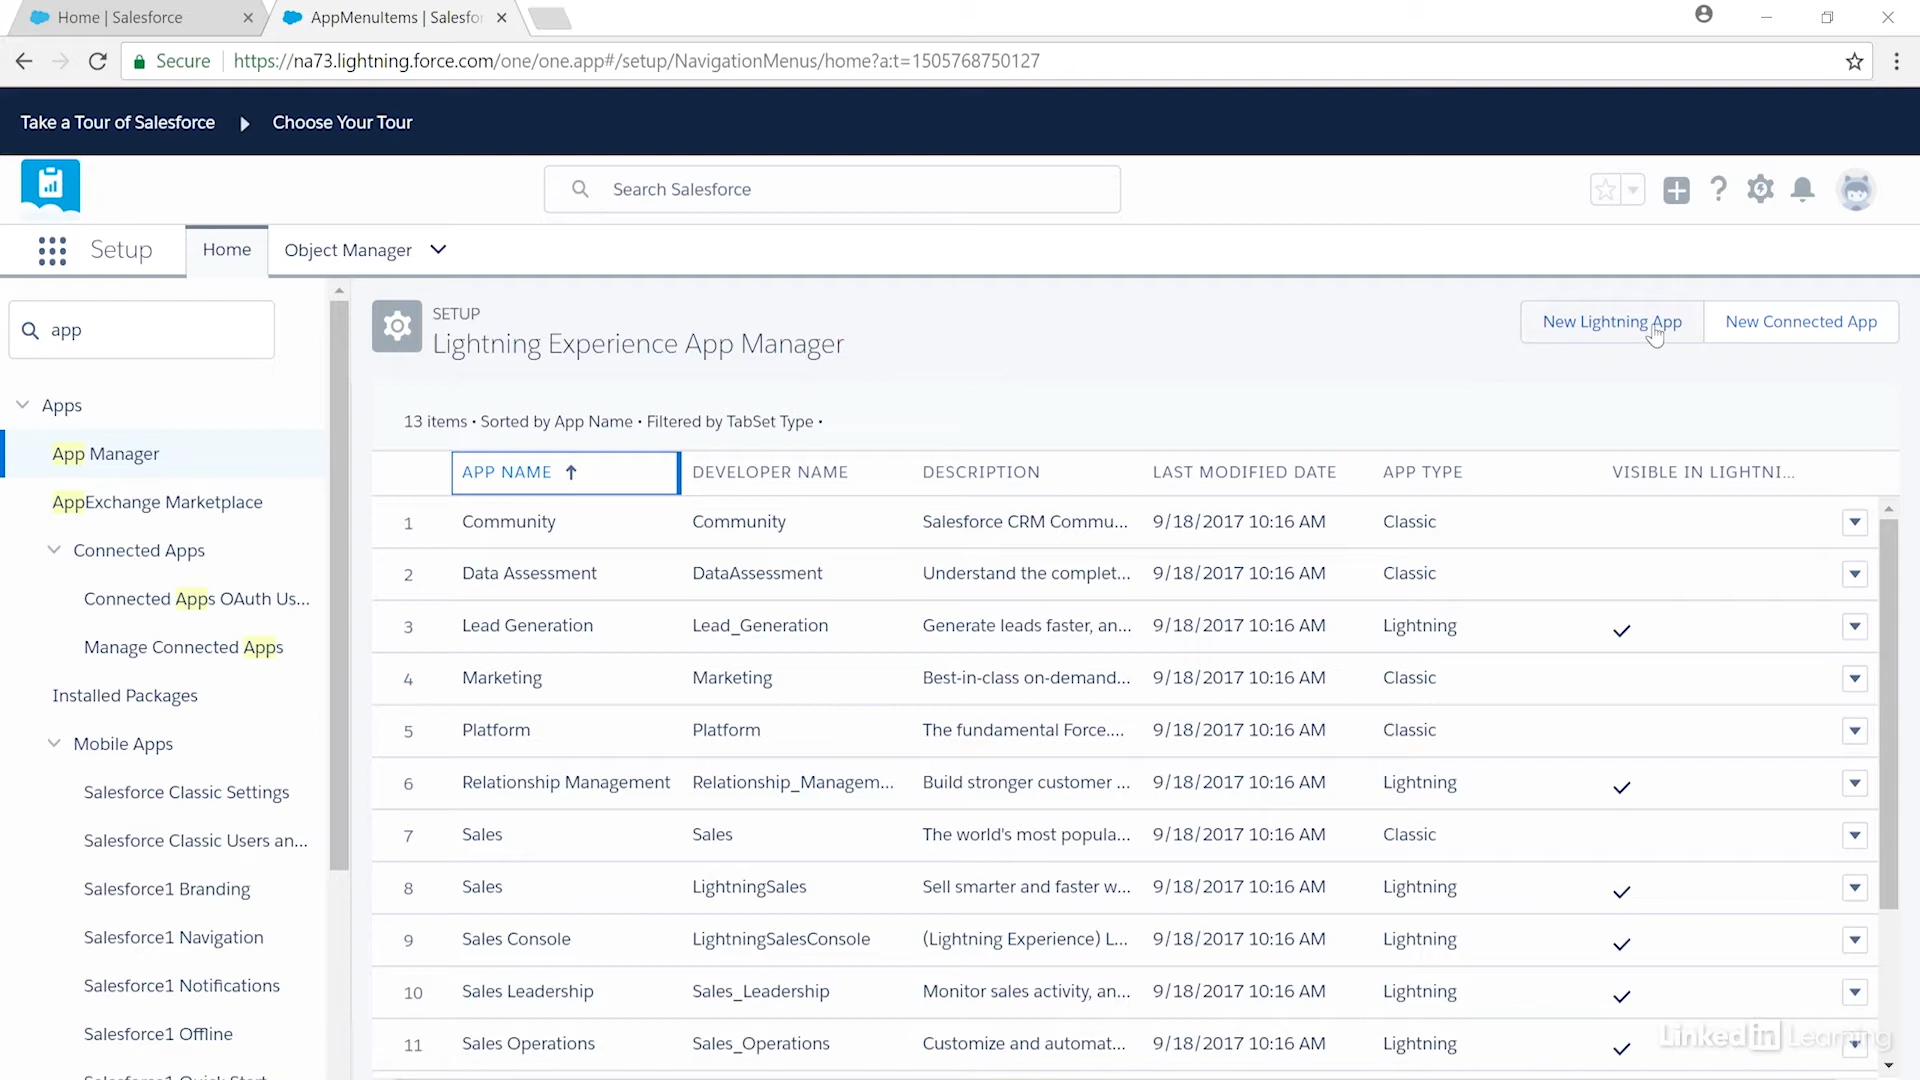 Home | Salesforce
AppMenuItems | Salesfor
Secure
https://na73.lightning.force.com/one/one.app#/setup/NavigationMenus/home?a:t=1505768750127
Take a Tour of Salesforce
Choose Your Tour
Search Salesforce
Setup
Home
Object Manager
app
SETUP
Lightning Experience App Manager
New Lightning App
New Connected App
Apps
App Manager
AppExchange Marketplace
Connected Apps
Connected Apps OAuth Us...
Manage Connected Apps
Installed Packages
Mobile Apps
Salesforce Classic Settings
Salesforce Classic Users an...
Salesforce1 Branding
Salesforce1 Navigation
Salesforce1 Notifications
Salesforce1 Offline
Salesforce1 Quick Start
13 items • Sorted by App Name • Filtered by TabSet Type •
APP NAME DEVELOPER NAME DESCRIPTION LAST MODIFIED DATE APP TYPE VISIBLE IN LIGHTNI...
1 Community Community Salesforce CRM Commu... 9/18/2017 10:16 AM Classic
2 Data Assessment DataAssessment Understand the complet... 9/18/2017 10:16 AM Classic
3 Lead Generation Lead_Generation Generate leads faster, an... 9/18/2017 10:16 AM Lightning
4 Marketing Marketing Best-in-class on-demand... 9/18/2017 10:16 AM Classic
5 Platform Platform The fundamental Force.... 9/18/2017 10:16 AM Classic
6 Relationship Management Relationship_Managem... Build stronger customer ... 9/18/2017 10:16 AM Lightning
7 Sales Sales The world's most popula... 9/18/2017 10:16 AM Classic
8 Sales LightningSales Sell smarter and faster w... 9/18/2017 10:16 AM Lightning
9 Sales Console LightningSalesConsole (Lightning Experience) L... 9/18/2017 10:16 AM Lightning
10 Sales Leadership Sales_Leadership Monitor sales activity, an... 9/18/2017 10:16 AM Lightning
11 Sales Operations Sales_Operations Customize and automat... 9/18/2017 10:16 AM Lightning
LinkedIn Learning